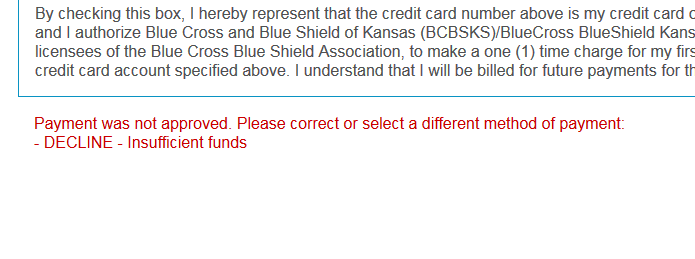 By checking this box, I hereby represent that the credit card number above is my credit card
and I authorize Blue Cross and Blue Shield of Kansas (BCBSKS)/BlueCross BlueShield Kans
licensees of the Blue Cross Blue Shield Association, to make a one (1) time charge for my firs
credit card account specified above. I understand that I will be billed for future payments for th
Payment was not approved. Please correct or select a different method of payment:
- DECLINE - Insufficient funds